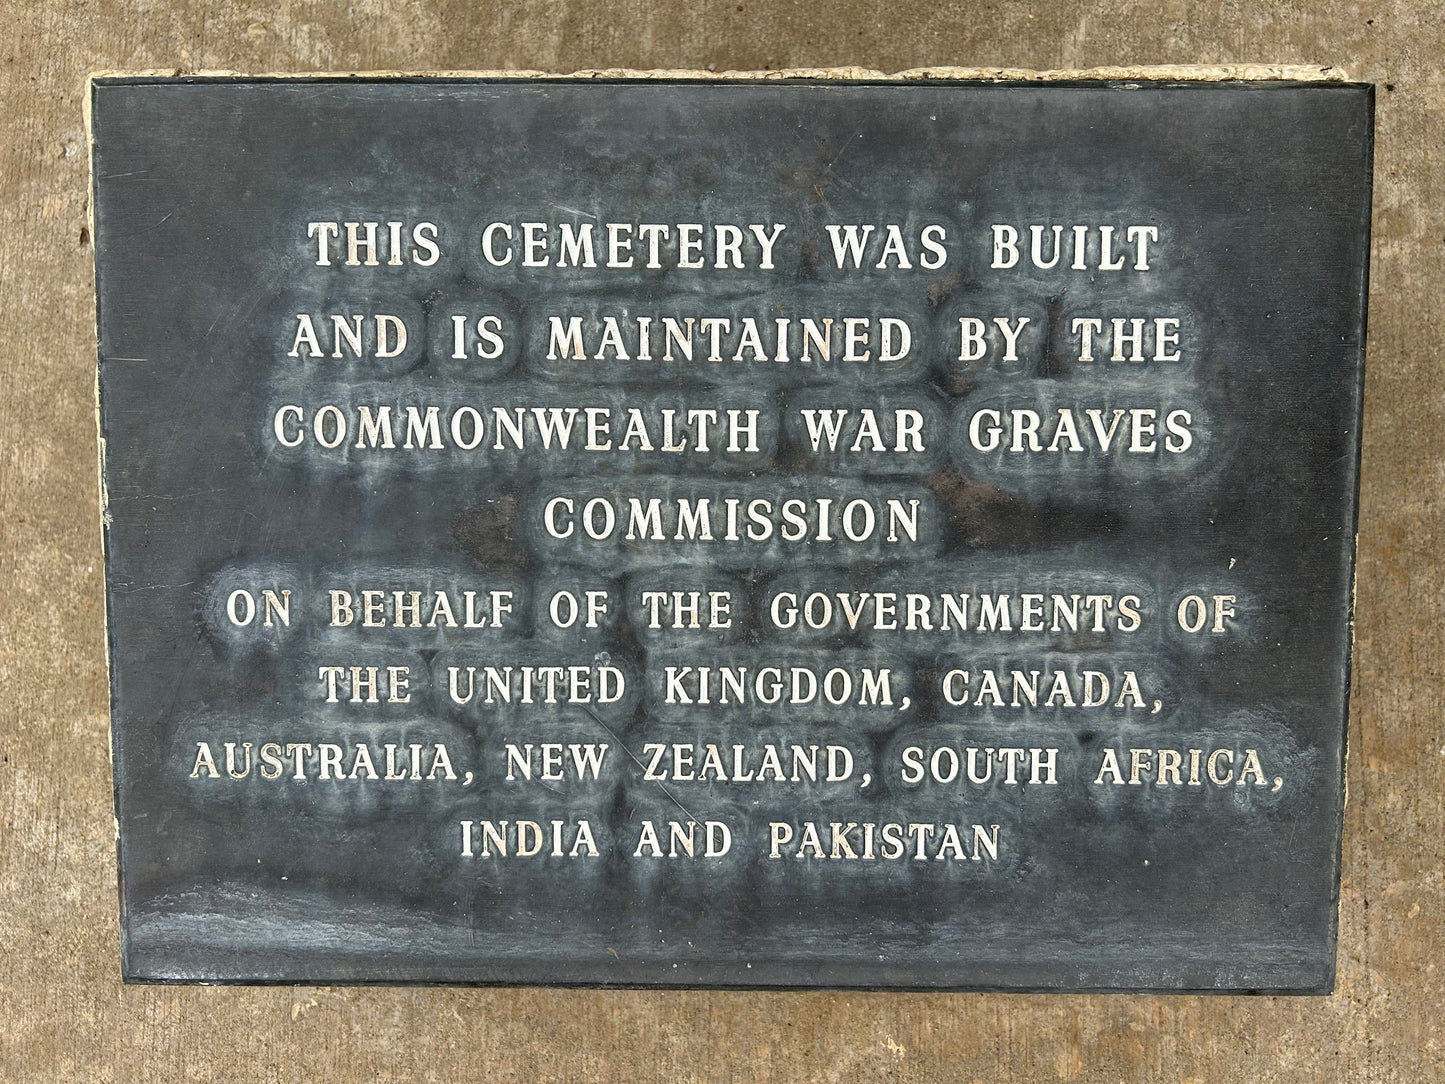 THIS CEMETERY WAS BUILT
AND IS MAINTAINED BY THE
COMMONWEALTH WAR GRAVES
COMMISSION
ON BEHALF OF THE GOVERNMENTS OF
THE UNITED KINGDOM, CANADA,
AUSTRALIA, NEW ZEALAND, SOUTH AFRICA,
INDIA AND PAKISTAN